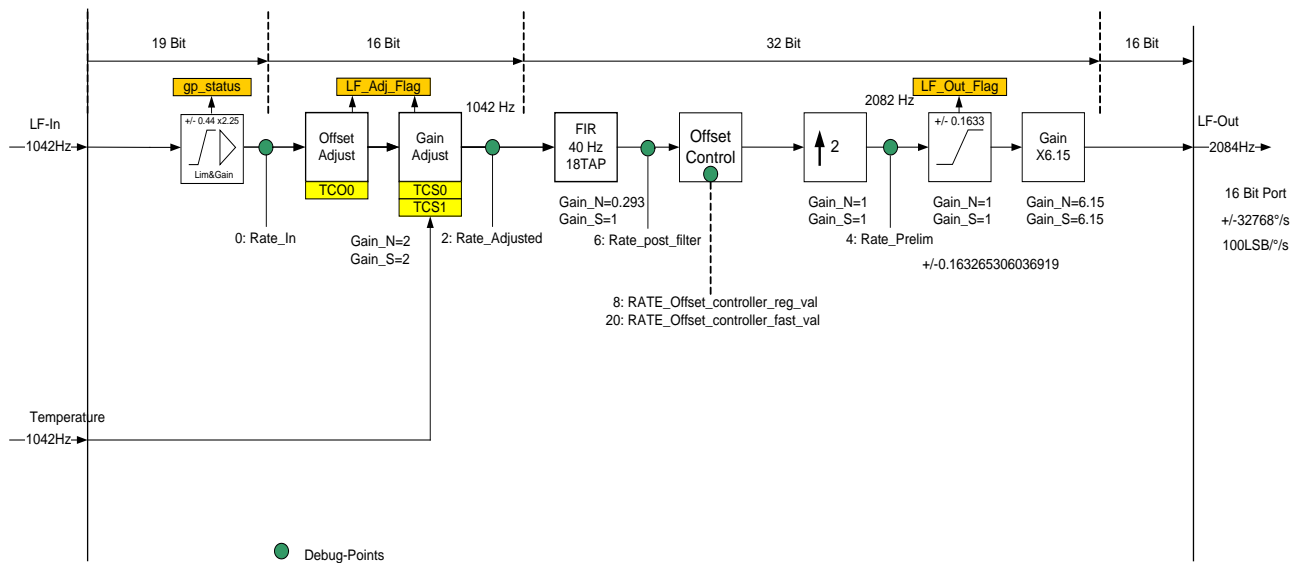 19 Bit
16 Bit
32 Bit
16 Bit
gp_status
LF_Adj_Flag
LF_Out_Flag
1042 Hz
2082 Hz
LF-In
1042Hz
+/- 0.44 x2.25
Lim&Gain
Offset
Adjust
TCO0
Gain
Adjust
TCS0
TCS1
FIR
40 Hz
18TAP
Offset
Control
2
+/- 0.1633
Gain
X6.15
LF-Out
2084Hz
16 Bit Port
+/-32768°/s
100LSB/°/s
Gain_N=0.293
Gain_S=1
Gain_N=1
Gain_S=1
Gain_N=1
Gain_S=1
Gain_N=6.15
Gain_S=6.15
0: Rate_In
Gain_N=2
Gain_S=2
2: Rate_Adjusted
6: Rate_post_filter
4: Rate_Prelim
+/-0.163265306036919
8: RATE_Offset_controller_reg_val
20: RATE_Offset_controller_fast_val
Temperature
1042Hz
Debug-Points